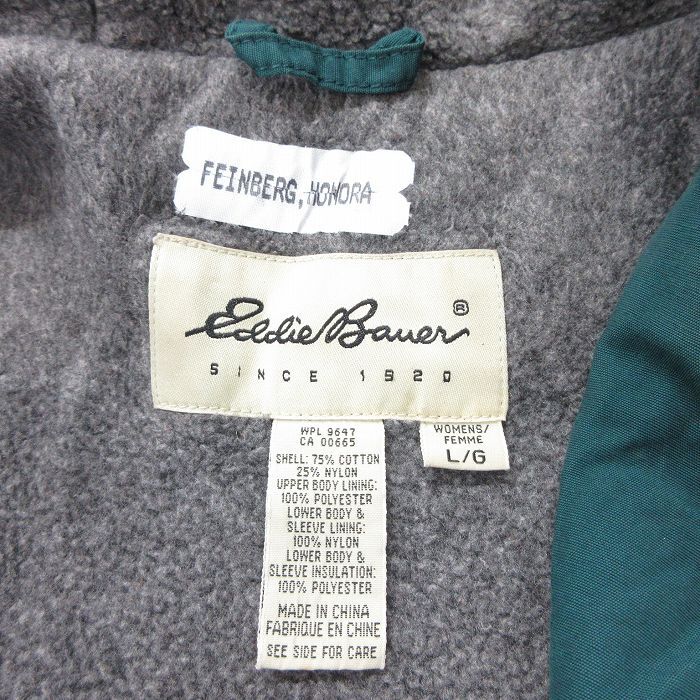 FEINBERG, HONORA
Eddie Bauer®
SINCE 1920
WPL 9647
CA 00665
SHELL: 75% COTTON
25% NYLON
UPPER BODY LINING:
100% POLYESTER
LOWER BODY &
SLEEVE LINING:
100% NYLON
LOWER BODY &
SLEEVE INSULATION:
100% POLYESTER
MADE IN CHINA
FABRIQUE EN CHINE
SEE SIDE FOR CARE
WOMENS/
FEMME
L/G